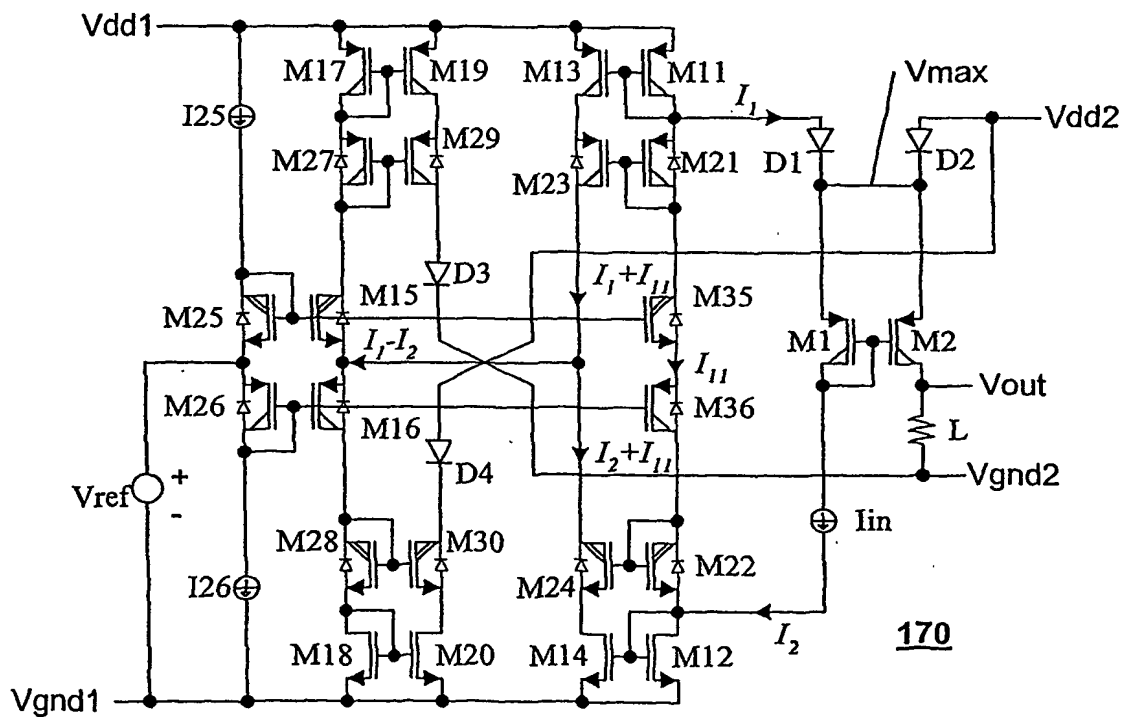 Vdd1
M17
M19
M13
M11
Vmax
I25
I₁
Vdd2
M27
M29
M23
M21
D1
D2
D3
I₁+I₁₁
M35
M25
M15
I₁-I₂
I₁₁
M1
M2
M26
M16
M36
Vout
L
Vref
+
-
D4
I₂+I₁₁
Vgnd2
M28
M30
M24
M22
Iin
I26
M18
M20
M14
M12
I₂
170
Vgnd1